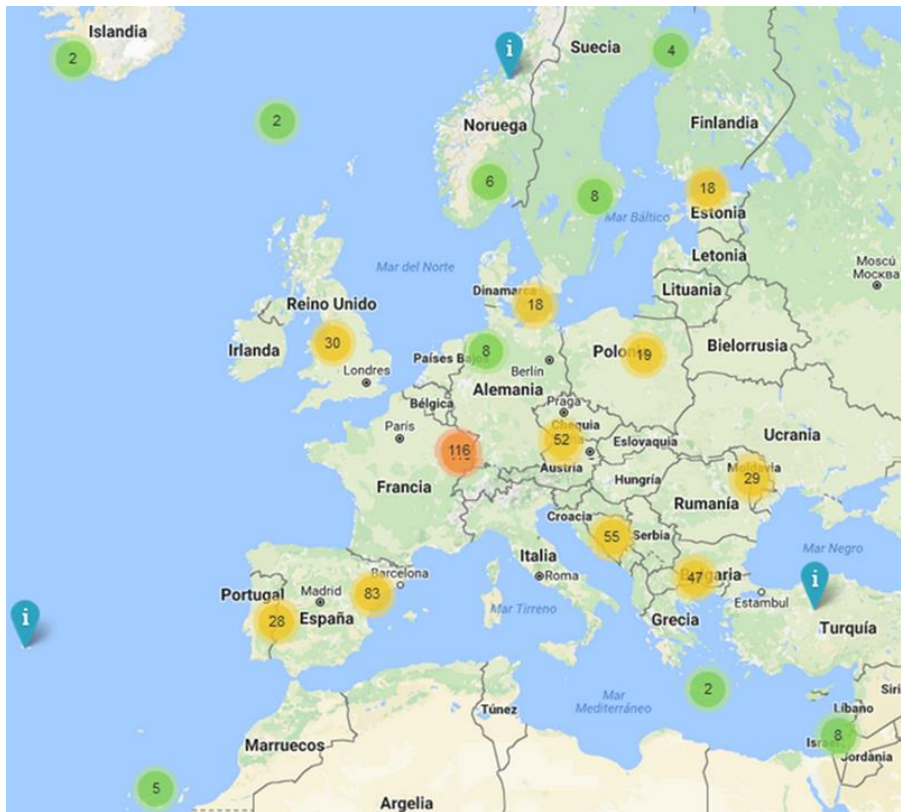 Islandia
2
i
Suecia
4
2
Noruega
Finlandia
6
8
18
Estonia
Mar Báltico
Letonia
Mar del Norte
Moscú
Москва
Lituania
Dinamarca
18
Reino Unido
30
Irlanda
Países Bajos
8
Polonia
19
Bielorrusia
Londres
Berlín
Alemania
Bélgica
Praga
Chequia
París
52
Eslovaquia
Ucrania
116
Austria
Moldavia
29
Hungría
Francia
Rumanía
Croacia
55
Serbia
Italia
Mar Negro
Barcelona
Roma
47
Bulgaria
i
Portugal
Madrid
83
Estambul
28
España
Mar Tirreno
Grecia
Turquía
i
2
Mar
Mediterráneo
Siri
Túnez
Líbano
8
Israel
Jordania
Marruecos
5
Argelia